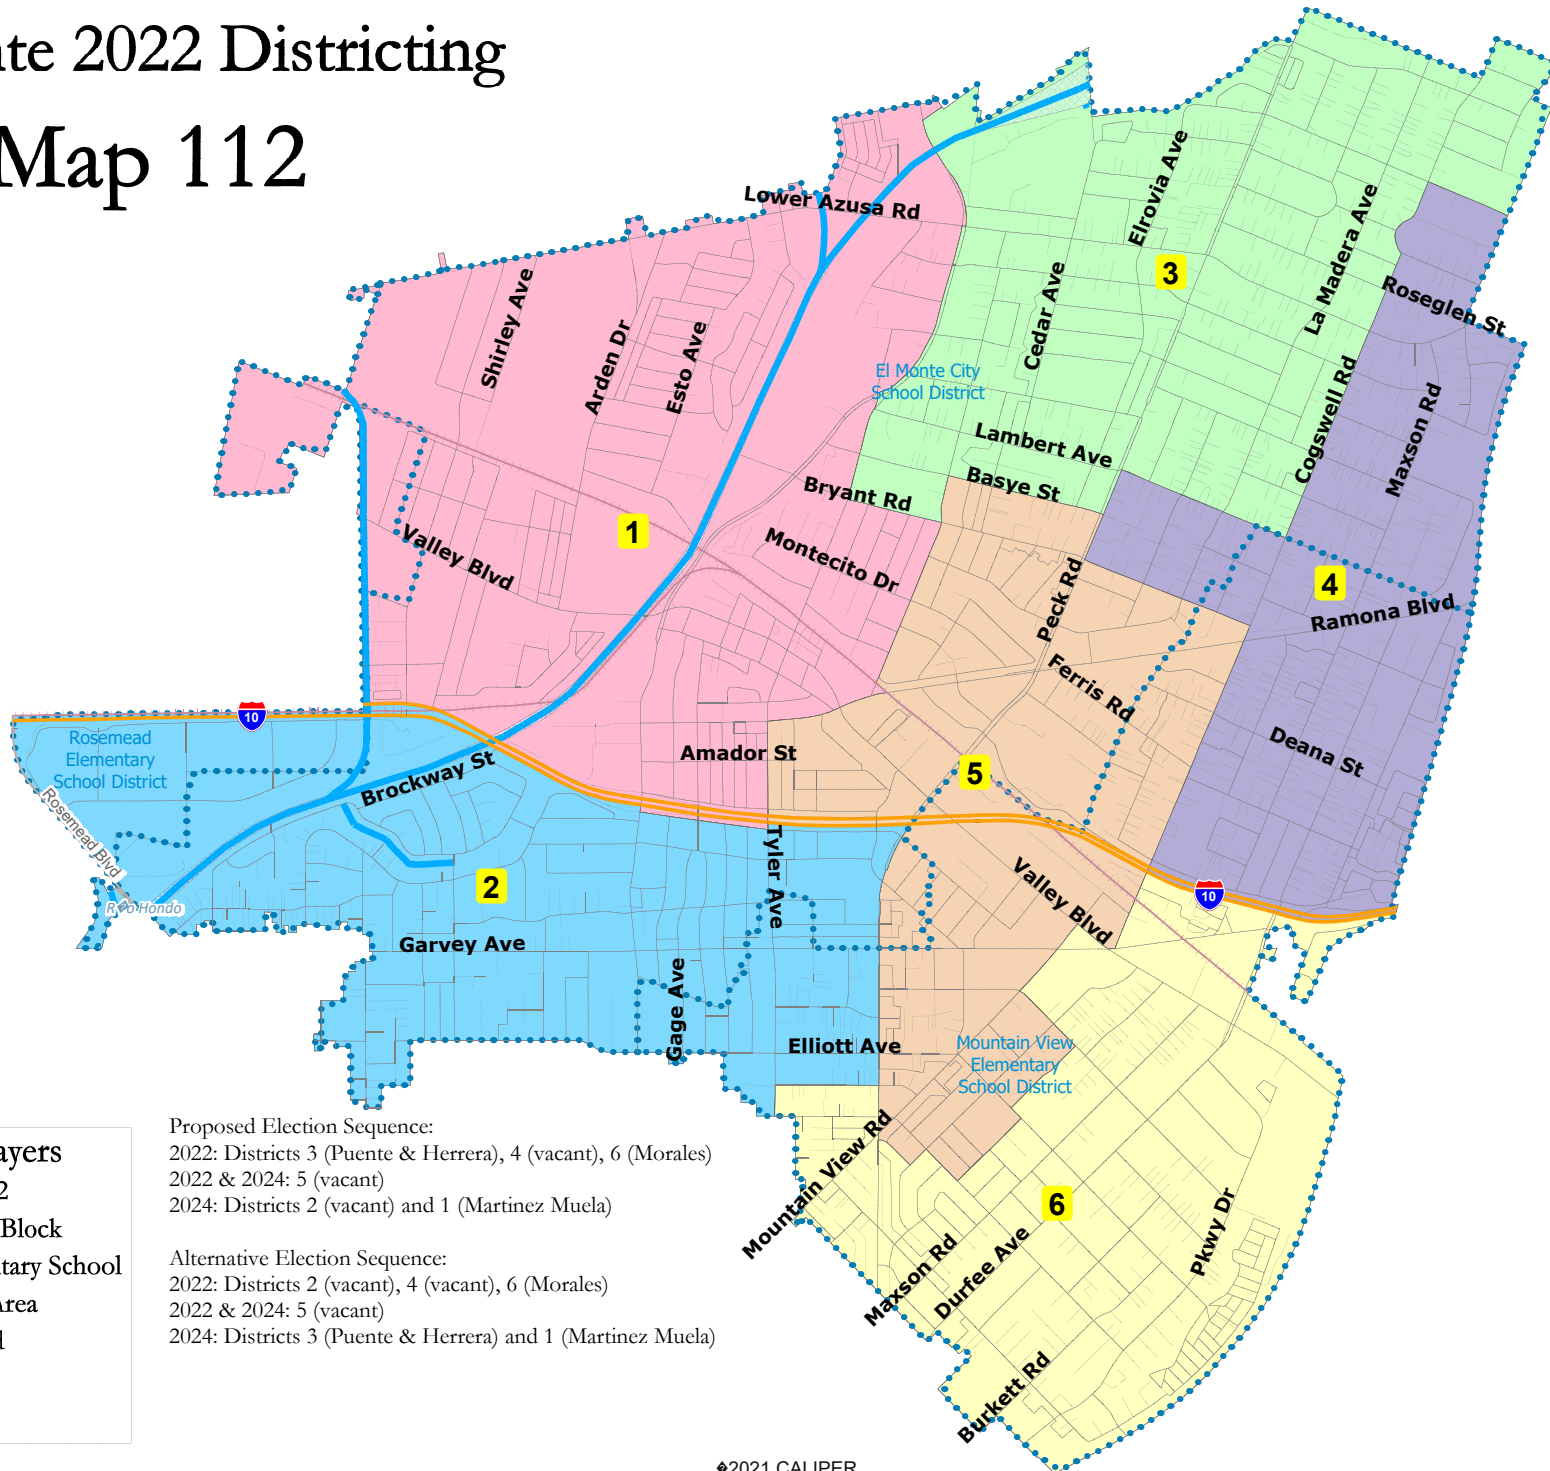 nte 2022 Districting
Map 112
Lower Azusa Rd
Elrovia Ave
3
La Madera Ave
Roseglen St
Shirley Ave
Arden Dr
Esto Ave
Cedar Ave
El Monte City
School District
Cogswell Rd
Maxson Rd
Lambert Ave
Basye St
Bryant Rd
1
Valley Blvd
Montecito Dr
Peck Rd
4
Ramona Blvd
Ferris Rd
10
Rosemead
Elementary
School District
Amador St
Deana St
Brockway St
5
Rosemead Blvd
Tyler Ave
2
Valley Blvd
10
R�o Hondo
Garvey Ave
Gage Ave
Elliott Ave
Mountain View
Elementary
School District
Mountain View Rd
6
Maxson Rd
Durfee Ave
Pkwy Dr
Burkett Rd
Proposed Election Sequence:
2022: Districts 3 (Puente & Herrera), 4 (vacant), 6 (Morales)
2022 & 2024: 5 (vacant)
2024: Districts 2 (vacant) and 1 (Martinez Muela)
Alternative Election Sequence:
2022: Districts 2 (vacant), 4 (vacant), 6 (Morales)
2022 & 2024: 5 (vacant)
2024: Districts 3 (Puente & Herrera) and 1 (Martinez Muela)
ayers
2
Block
ntary School
Area
d
�2021 CALIPER